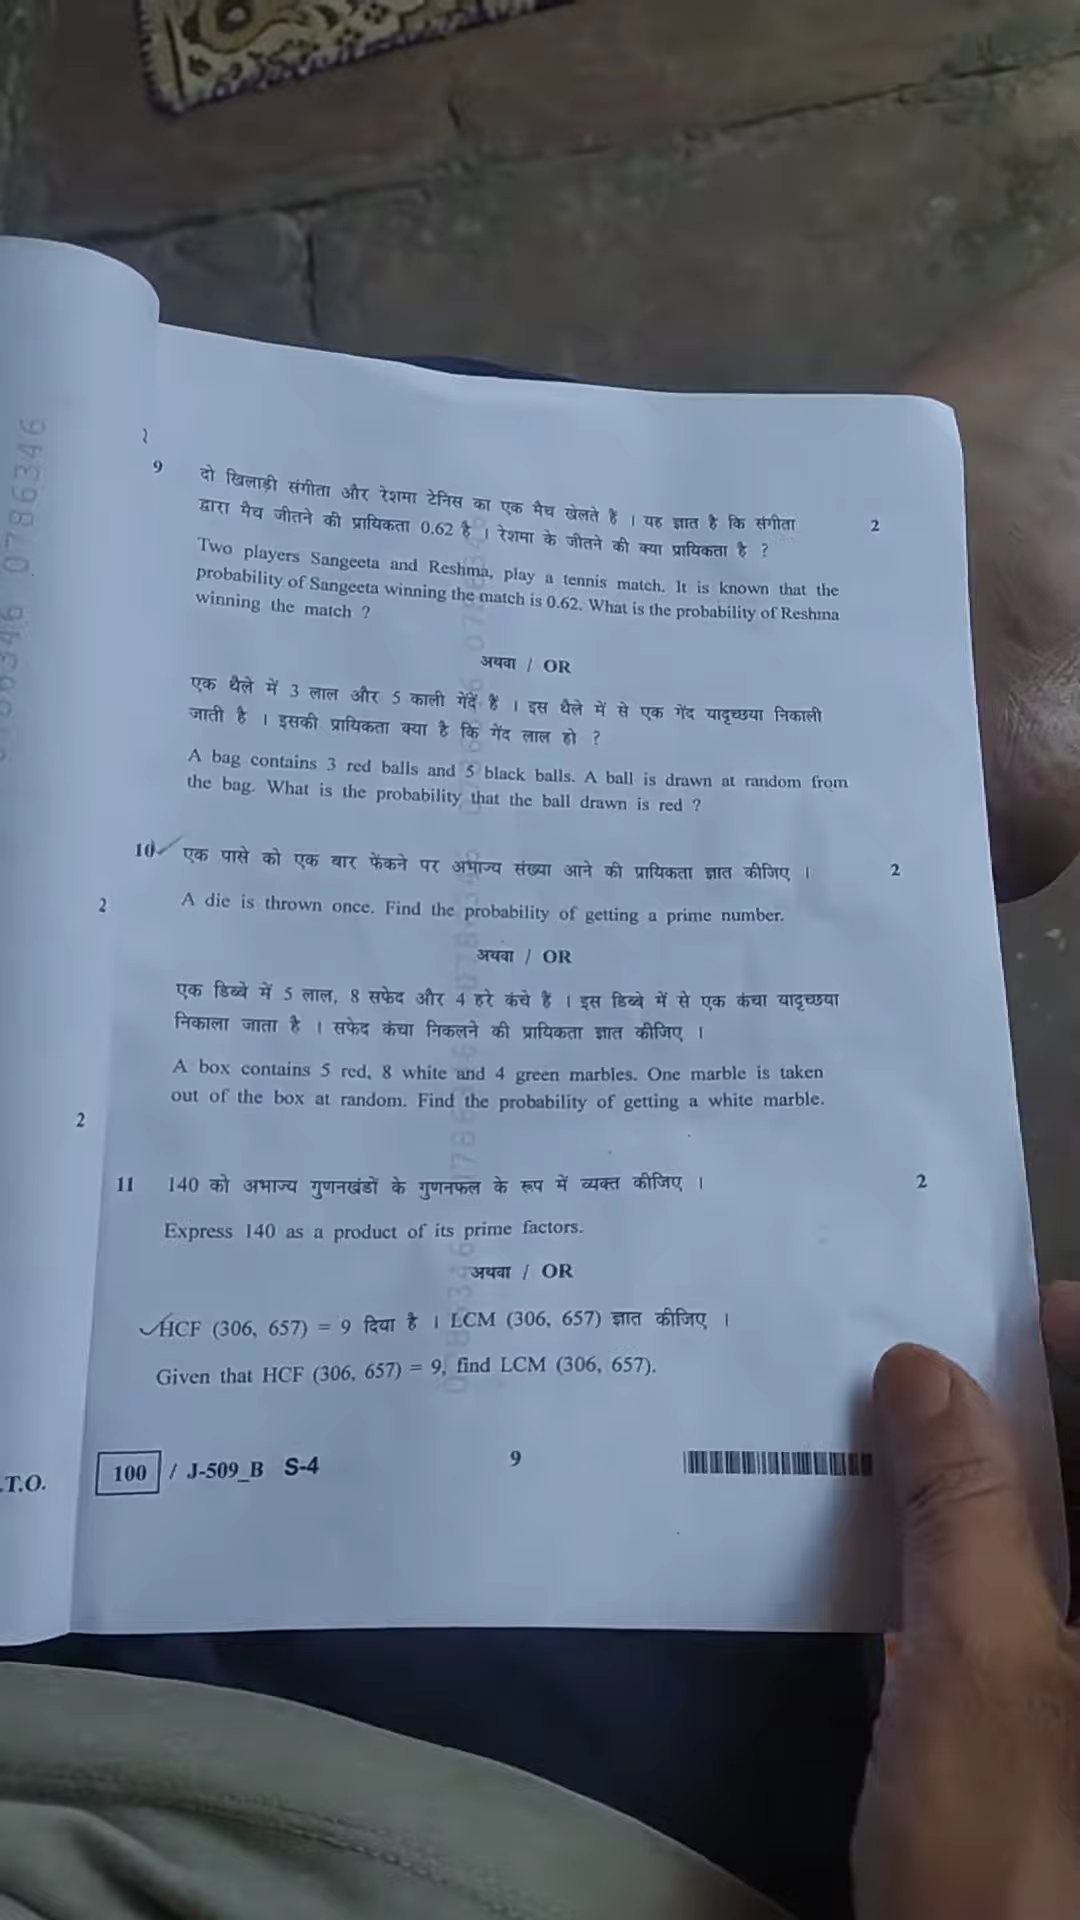 9 दो खिलाड़ी संगीता और रेशमा टेनिस का एक मैच खेलते हैं । यह ज्ञात है कि संगीता 2
द्वारा मैच जीतने की प्रायिकता 0.62 है । रेशमा के जीतने की क्या प्रायिकता है ?
Two players Sangeeta and Reshma, play a tennis match. It is known that the
probability of Sangeeta winning the match is 0.62. What is the probability of Reshma
winning the match ?
अथवा / OR
एक थैले में 3 लाल और 5 काली गेंदें हैं । इस थैले में से एक गेंद यादृच्छया निकाली
जाती है । इसकी प्रायिकता क्या है कि गेंद लाल हो ?
A bag contains 3 red balls and 5 black balls. A ball is drawn at random from
the bag. What is the probability that the ball drawn is red ?
10 एक पासे को एक बार फेंकने पर अभाज्य संख्या आने की प्रायिकता ज्ञात कीजिए । 2
2
A die is thrown once. Find the probability of getting a prime number.
अथवा / OR
एक डिब्बे में 5 लाल, 8 सफेद और 4 हरे कंचे हैं । इस डिब्बे में से एक कंचा यादृच्छया
निकाला जाता है । सफेद कंचा निकलने की प्रायिकता ज्ञात कीजिए ।
A box contains 5 red, 8 white and 4 green marbles. One marble is taken
out of the box at random. Find the probability of getting a white marble.
2
11 140 को अभाज्य गुणनखंडों के गुणनफल के रूप में व्यक्त कीजिए । 2
Express 140 as a product of its prime factors.
अथवा / OR
HCF (306, 657) = 9 दिया है । LCM (306, 657) ज्ञात कीजिए ।
Given that HCF (306, 657) = 9, find LCM (306, 657).
.T.O.
100 / J-509_B S-4 9
0786346